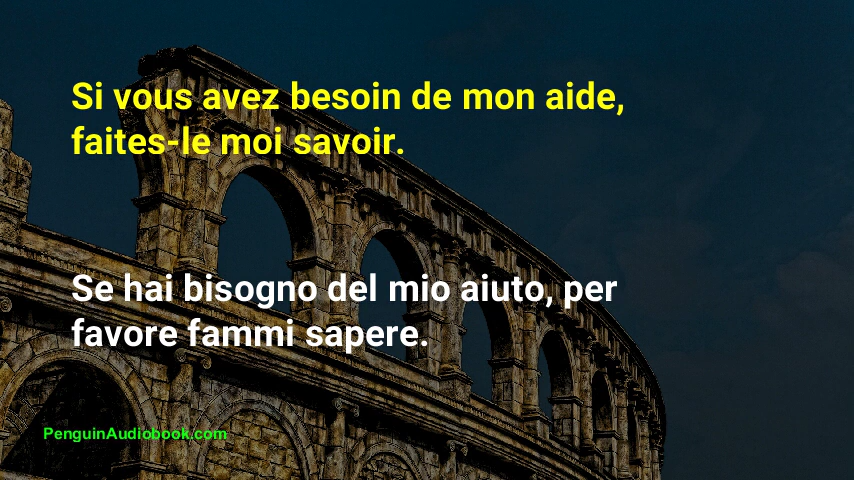 Si vous avez besoin de mon aide,
faites-le moi savoir.
Se hai bisogno del mio aiuto, per
favore fammi sapere.
PenguinAudiobook.com